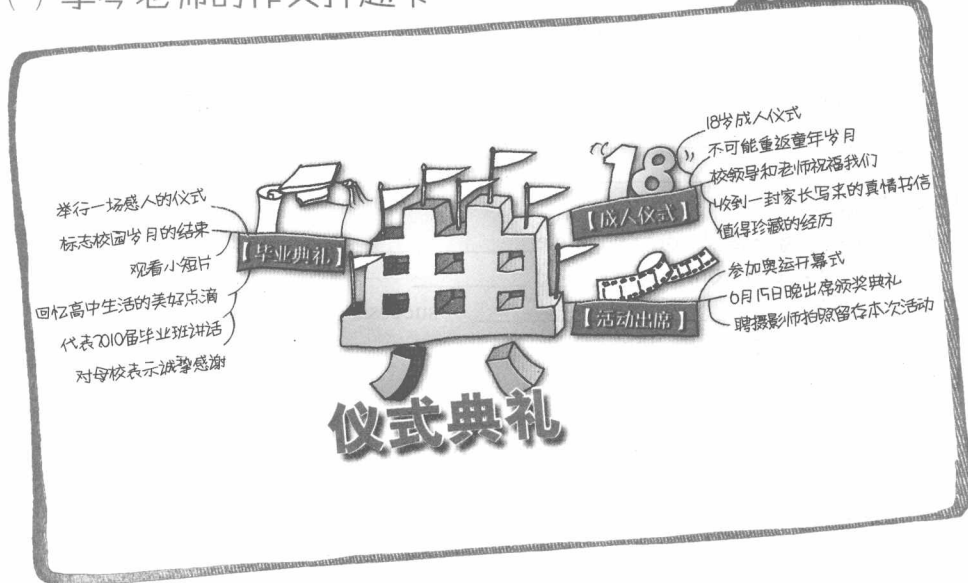 老师的作文押题卡
举行一场感人的仪式
标志校园岁月的结束
观看小短片
回忆高中生活的美好点滴
代表2010届毕业班讲话
对母校表示诚挚感谢
【毕业典礼】
18
18岁成人仪式
不可能重返童年岁月
校领导和老师祝福我们
收到一封家长写来的真情书信
值得珍藏的经历
【成人仪式】
参加奥运开幕式
6月15日晚出席颁奖典礼
聘摄影师拍照留存本次活动
【活动出席】
典
仪式典礼